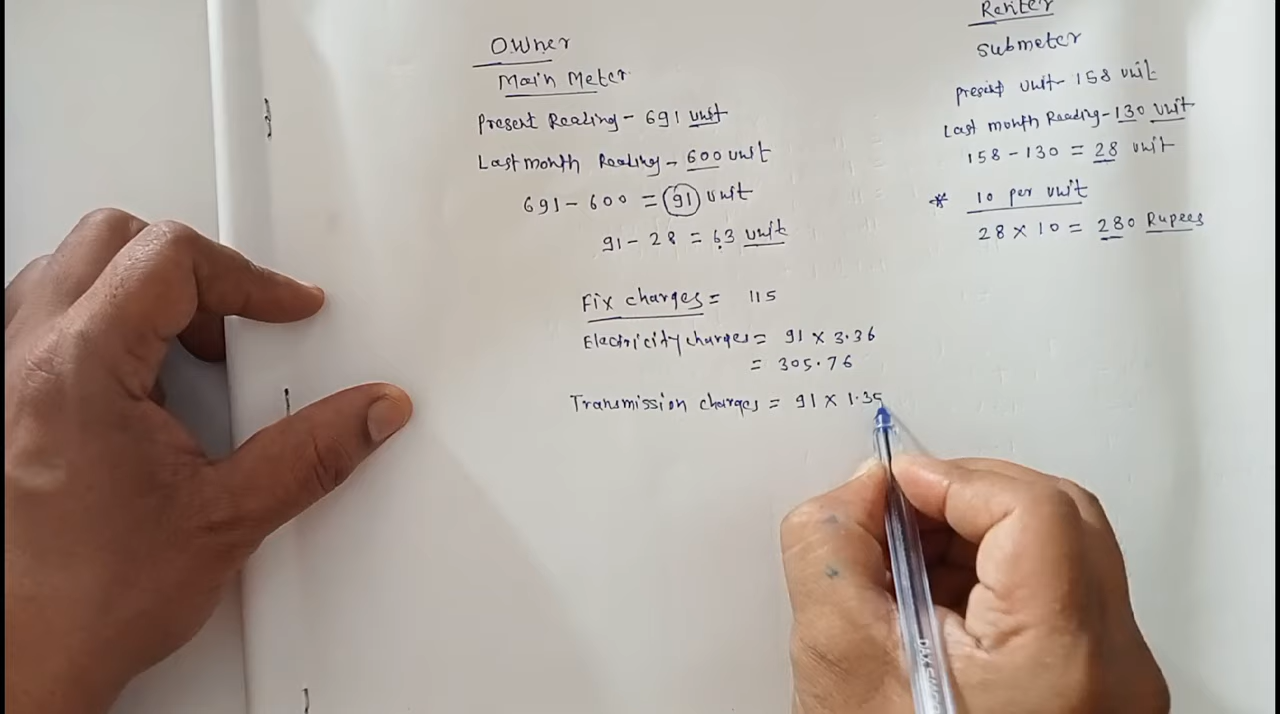 Owner
Main Meter
Present Reading - 691 unit
Last month Reading - 600 unit
691 - 600 = 91 unit
91 - 28 = 63 unit
Fix charges = 115
Electricity charges = 91 × 3.36
= 305.76
Transmission charges = 91 × 1.35
Renter
Submeter
present unit - 158 unit
Last month Reading - 130 unit
158 - 130 = 28 unit
* 10 per unit
28 × 10 = 280 Rupees